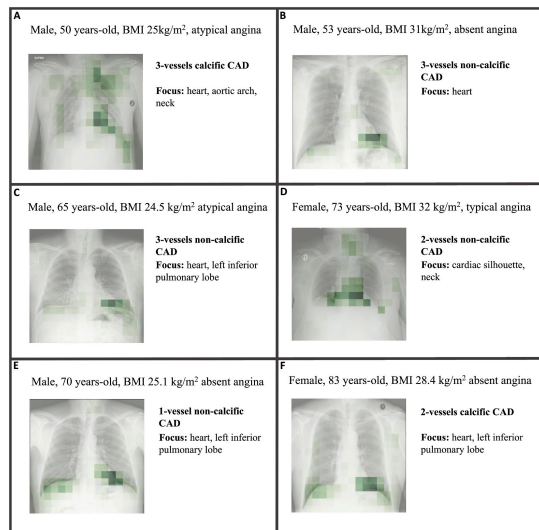 A
Male, 50 years-old, BMI 25kg/m², atypical angina
3-vessels calcific CAD
Focus: heart, aortic arch,
neck
B
Male, 53 years-old, BMI 31kg/m², absent angina
3-vessels non-calcific
CAD
Focus: heart
C
Male, 65 years-old, BMI 24.5 kg/m² atypical angina
3-vessels non-calcific
CAD
Focus: heart, left inferior
pulmonary lobe
D
Female, 73 years-old, BMI 32 kg/m², typical angina
2-vessels non-calcific
CAD
Focus: cardiac silhouette,
neck
E
Male, 70 years-old, BMI 25.1 kg/m² absent angina
1-vessel non-calcific
CAD
Focus: heart, left inferior
pulmonary lobe
F
Female, 83 years-old, BMI 28.4 kg/m² absent angina
2-vessels calcific CAD
Focus: heart, left inferior
pulmonary lobe